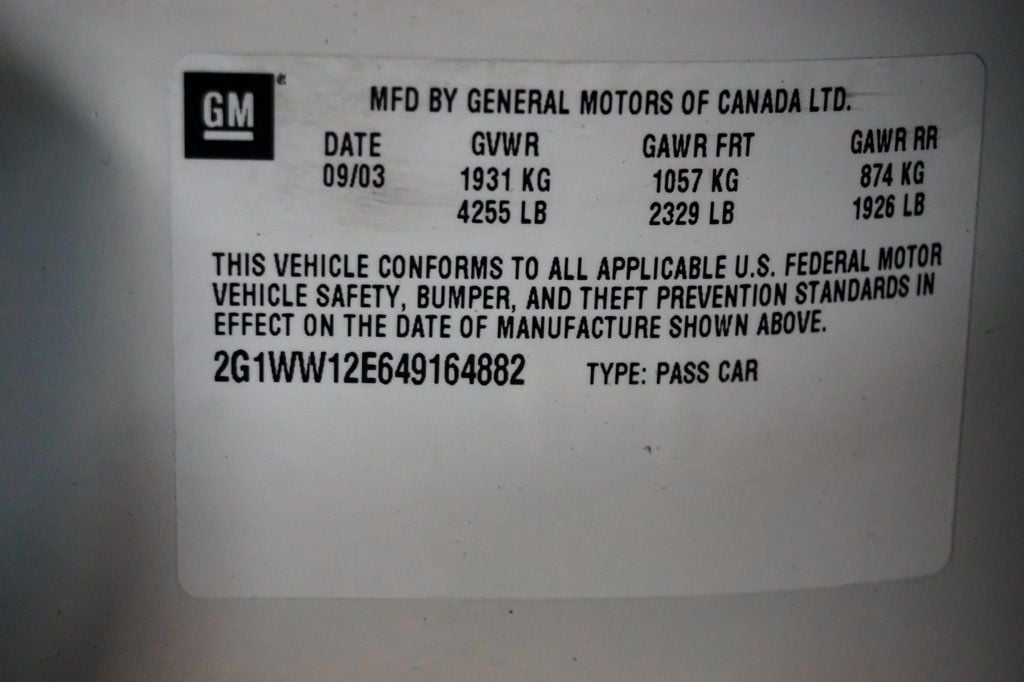 GM
MFD BY GENERAL MOTORS OF CANADA LTD.
DATE GVWR GAWR FRT GAWR RR
09/03 1931 KG 1057 KG 874 KG
4255 LB 2329 LB 1926 LB
THIS VEHICLE CONFORMS TO ALL APPLICABLE U.S. FEDERAL MOTOR
VEHICLE SAFETY, BUMPER, AND THEFT PREVENTION STANDARDS IN
EFFECT ON THE DATE OF MANUFACTURE SHOWN ABOVE.
2G1WW12E649164882 TYPE: PASS CAR